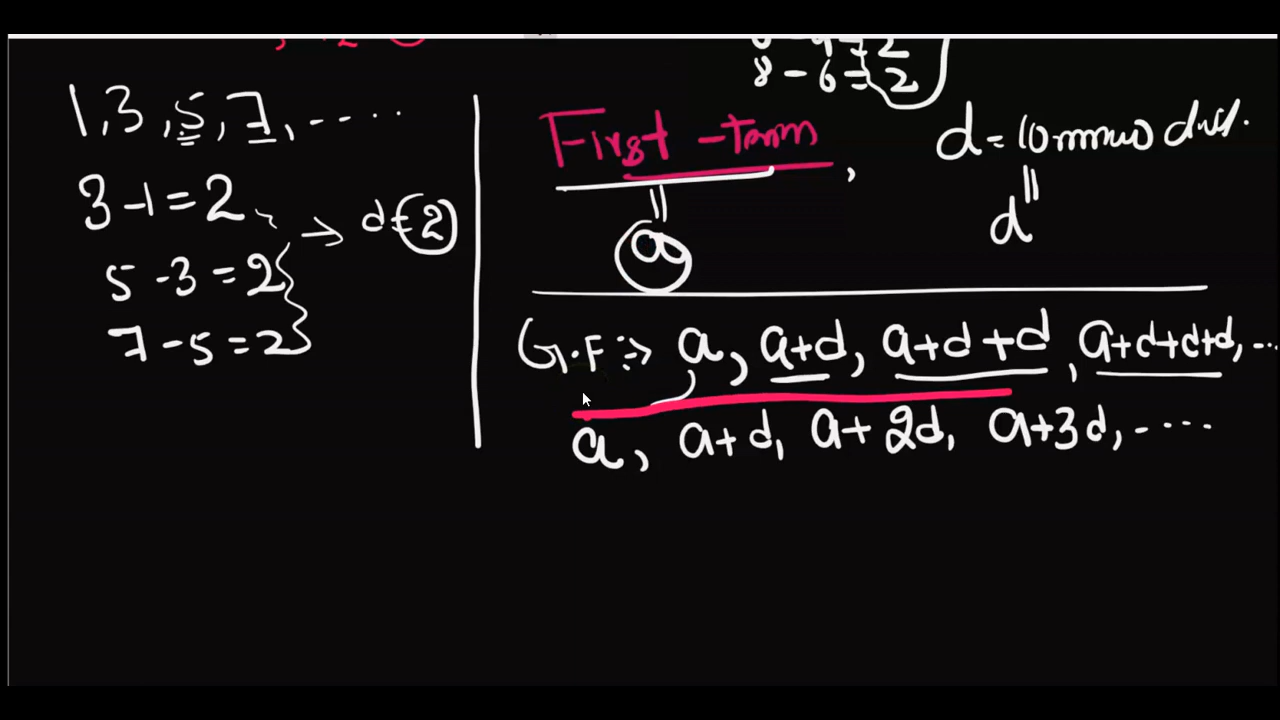 1, 3, 5, 7, ....
3 - 1 = 2
5 - 3 = 2
7 - 5 = 2
→ d = 2
8 - 6 = 2
First - Term,
= a
d = common
= d
G.F :→ a, a+d, a+d+d, a+d+d+d, ...
a, a+d, a+2d, a+3d, ....